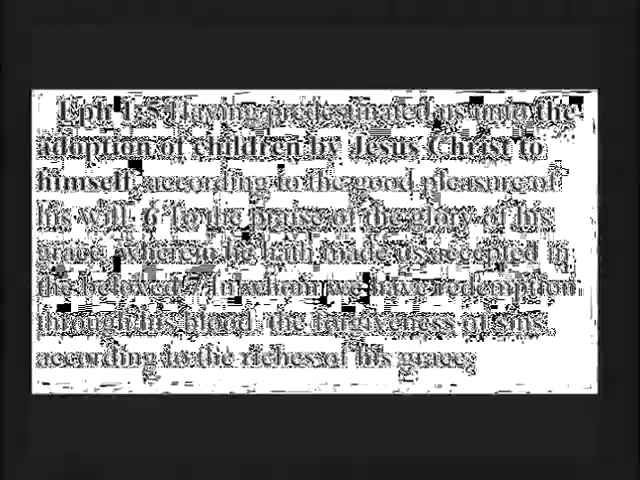 Eph 1:5 Having predestinated us unto the
adoption of children by Jesus Christ to
himself, according to the good pleasure of
his will, 6 To the praise of the glory of his
grace, wherein he hath made us accepted in
the beloved. 7 In whom we have redemption
through his blood, the forgiveness of sins,
according to the riches of his grace;